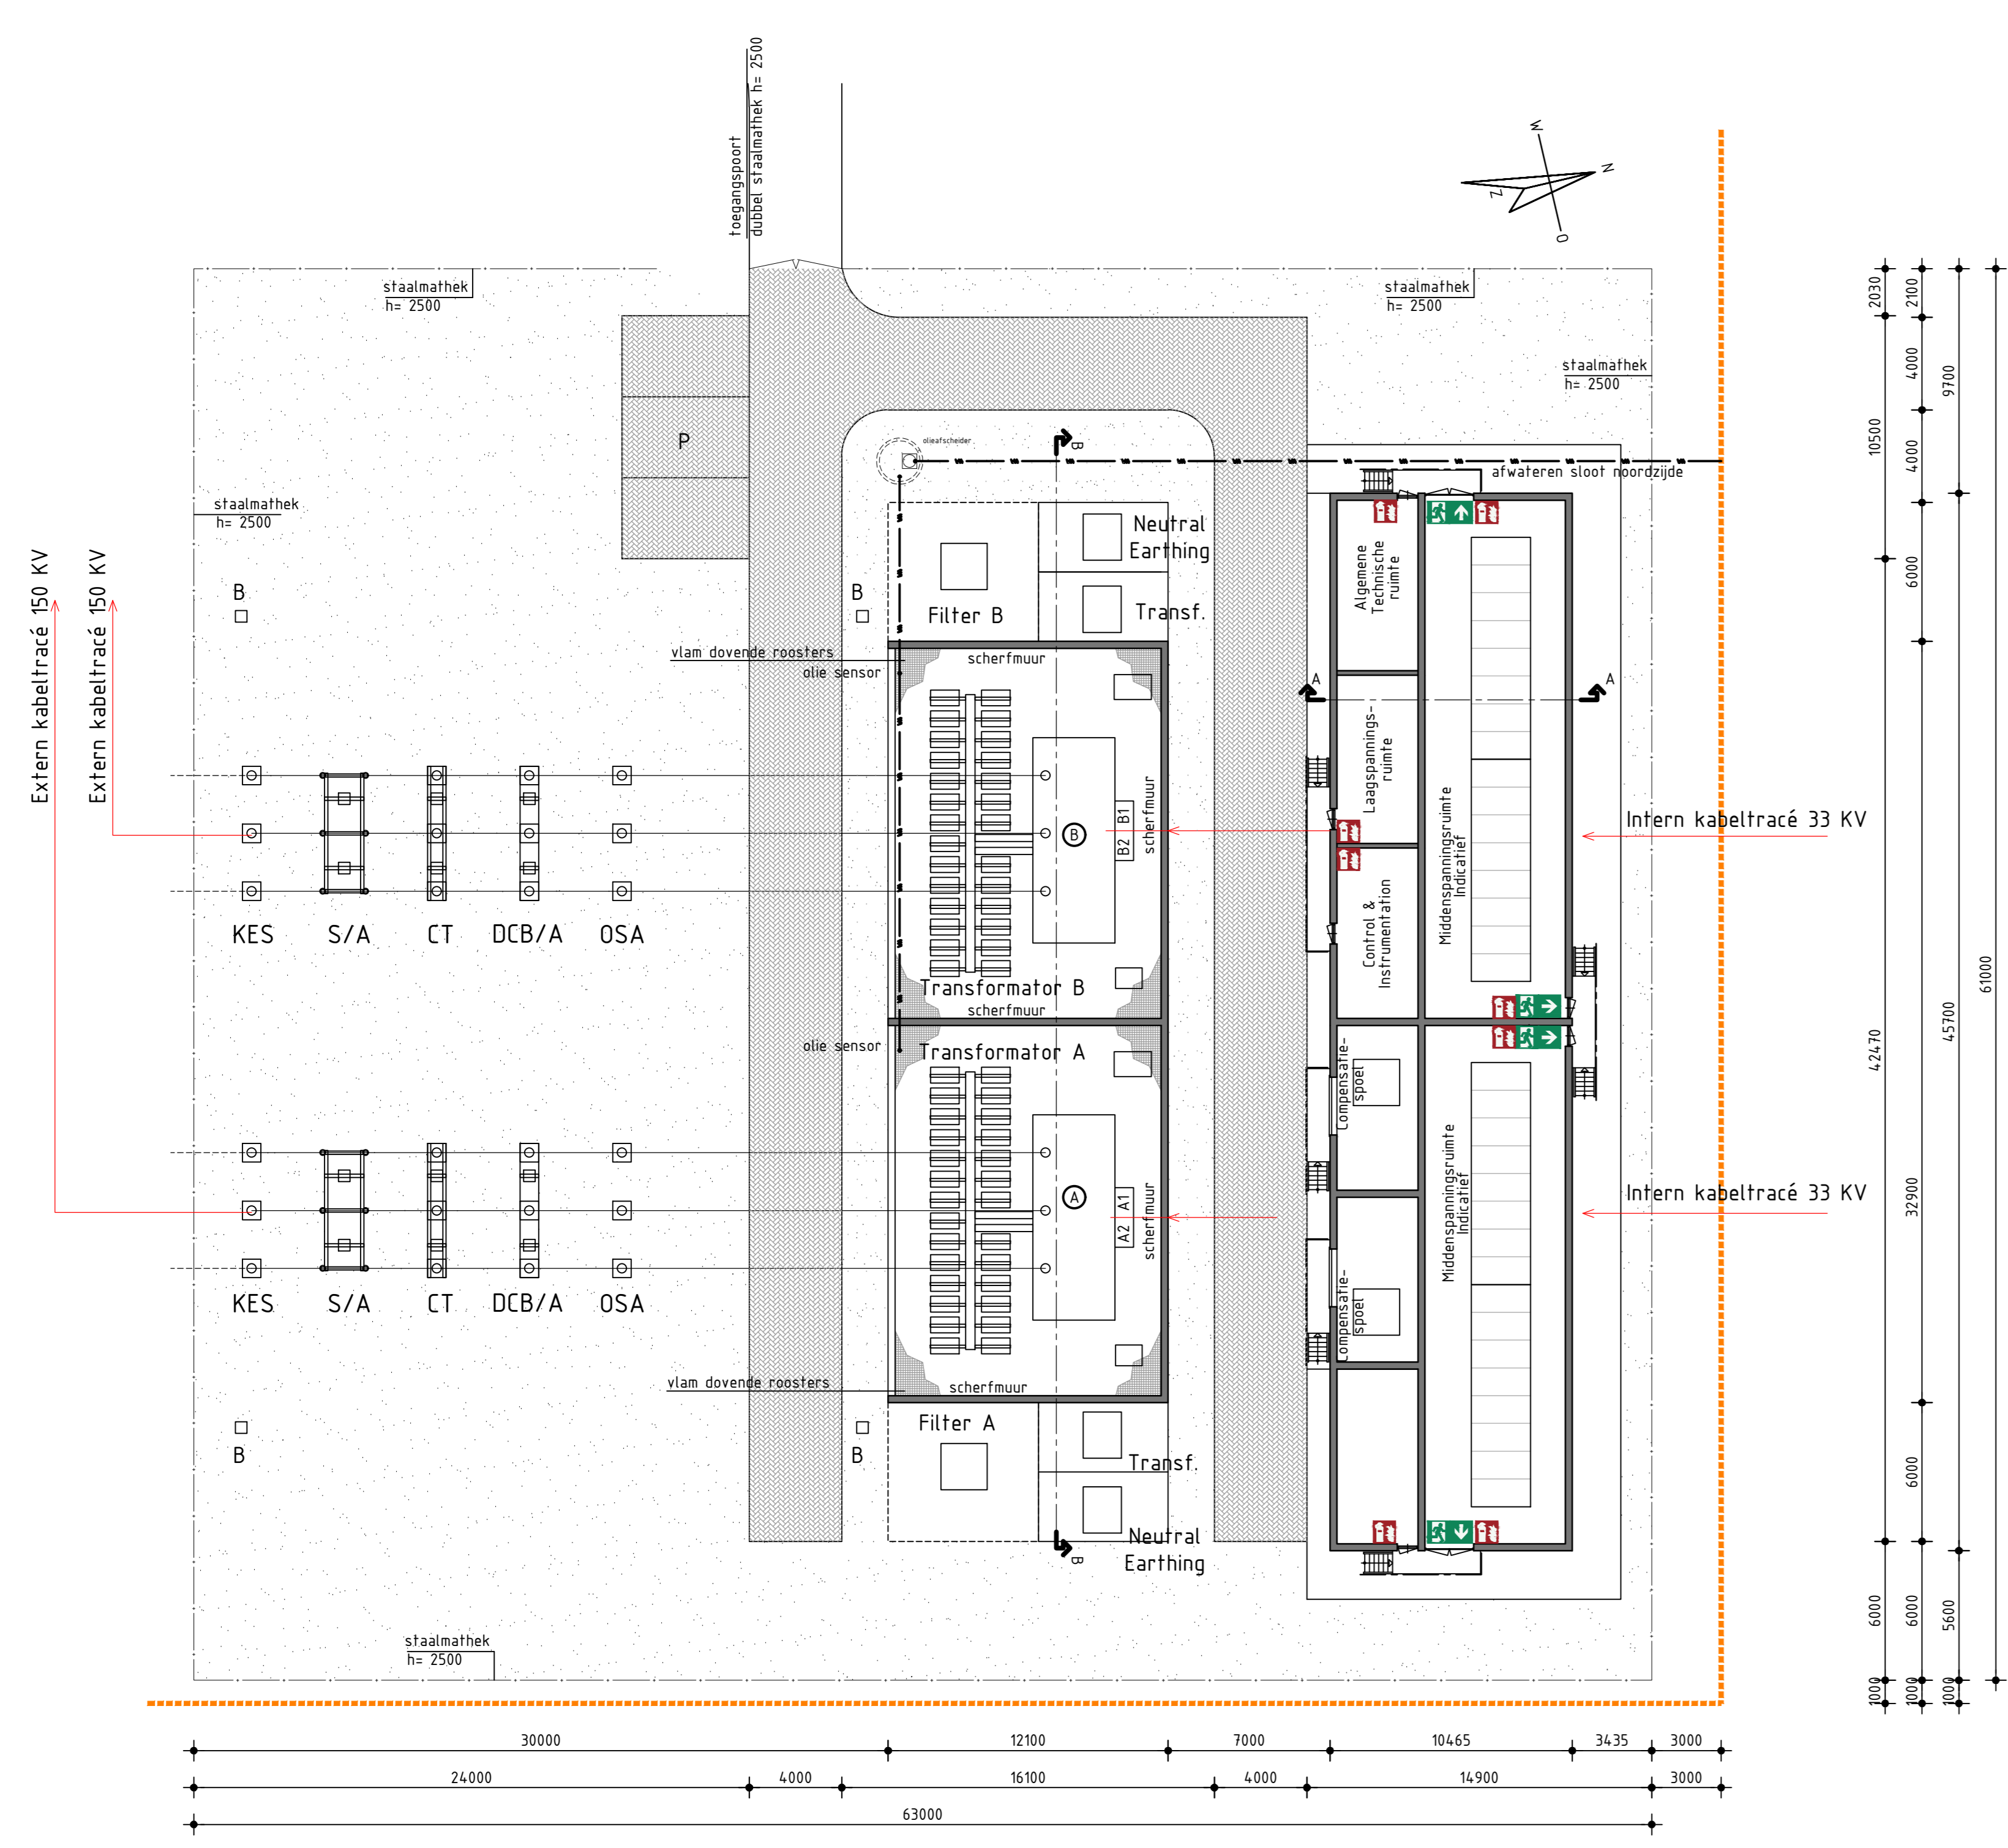 toegangspoort
dubbel staalmathek h= 2500
W
N
Z
O
staalmathek
h= 2500
staalmathek
h= 2500
staalmathek
h= 2500
staalmathek
h= 2500
P
olieafscheider
B
afwateren sloot noordzijde
Extern kabeltracé 150 KV
Extern kabeltracé 150 KV
B
B
Neutral
Earthing
Filter B
Transf.
Algemene
Technische
ruimte
vlam dovende roosters
olie sensor
scherfmuur
A
A
Laagspannings-
ruimte
Middenspanningsruimte
Indicatief
B
B2 B1
scherfmuur
Intern kabeltracé 33 KV
KES
S/A
CT
DCB/A
OSA
Control &
Instrumentation
Transformator B
scherfmuur
olie sensor
Transformator A
Compensatie-
spoel
A
A2 A1
scherfmuur
Middenspanningsruimte
Indicatief
Intern kabeltracé 33 KV
KES
S/A
CT
DCB/A
OSA
Compensatie-
spoel
vlam dovende roosters
scherfmuur
B
B
Filter A
Transf.
Neutral
Earthing
B
staalmathek
h= 2500
2030
10500
42470
6000
1000
2100
4000
4000
6000
32900
6000
6000
1000
9700
45700
5600
1000
61000
30000
12100
7000
10465
3435
3000
24000
4000
16100
4000
14900
3000
63000